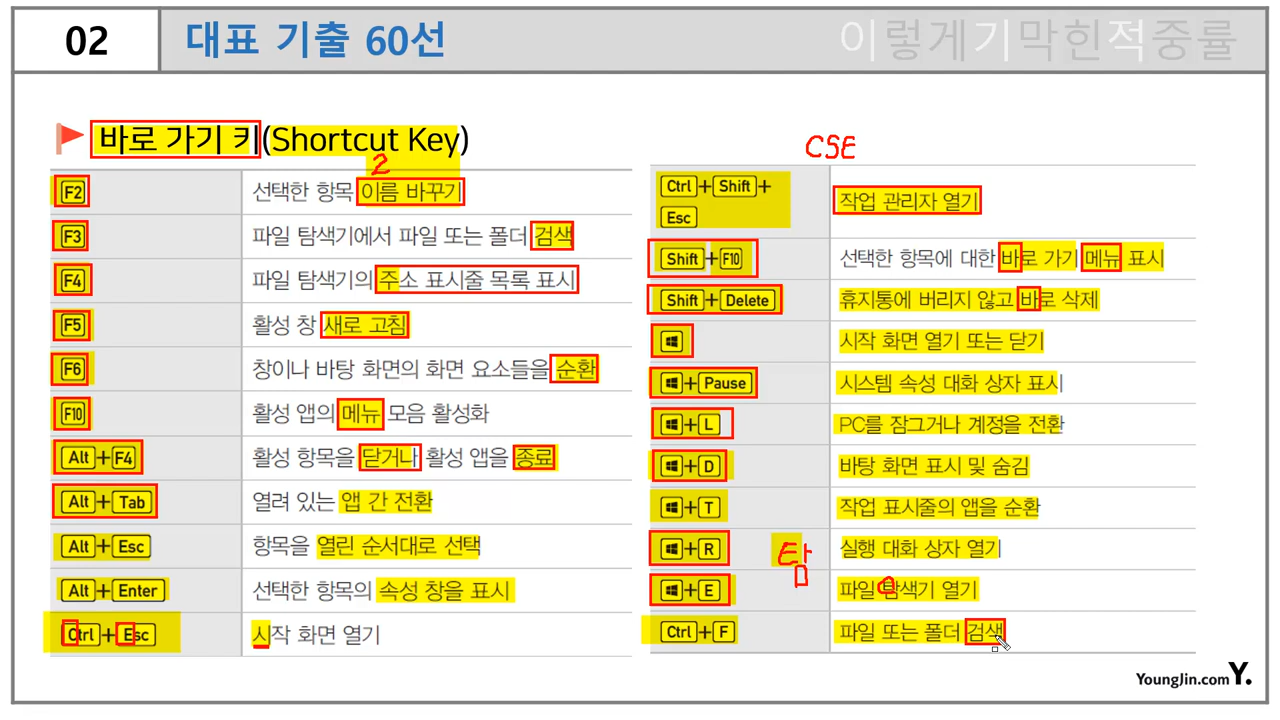 02 대표 기출 60선 이렇게기막힌적중률
바로 가기 키(Shortcut Key)
2
F2 선택한 항목 이름 바꾸기
F3 파일 탐색기에서 파일 또는 폴더 검색
F4 파일 탐색기의 주소 표시줄 목록 표시
F5 활성 창 새로 고침
F6 창이나 바탕 화면의 화면 요소들을 순환
F10 활성 앱의 메뉴 모음 활성화
Alt+F4 활성 항목을 닫거나 활성 앱을 종료
Alt+Tab 열려 있는 앱 간 전환
Alt+Esc 항목을 열린 순서대로 선택
Alt+Enter 선택한 항목의 속성 창을 표시
Ctrl+Esc 시작 화면 열기
CSE
Ctrl+Shift+
Esc 작업 관리자 열기
Shift+F10 선택한 항목에 대한 바로 가기 메뉴 표시
Shift+Delete 휴지통에 버리지 않고 바로 삭제
시작 화면 열기 또는 닫기
+Pause 시스템 속성 대화 상자 표시
+L PC를 잠그거나 계정을 전환
+D 바탕 화면 표시 및 숨김
+T 작업 표시줄의 앱을 순환
+R 실행 대화 상자 열기
탐
+E 파일 탐색기 열기
Ctrl+F 파일 또는 폴더 검색
YoungJin.com Y.